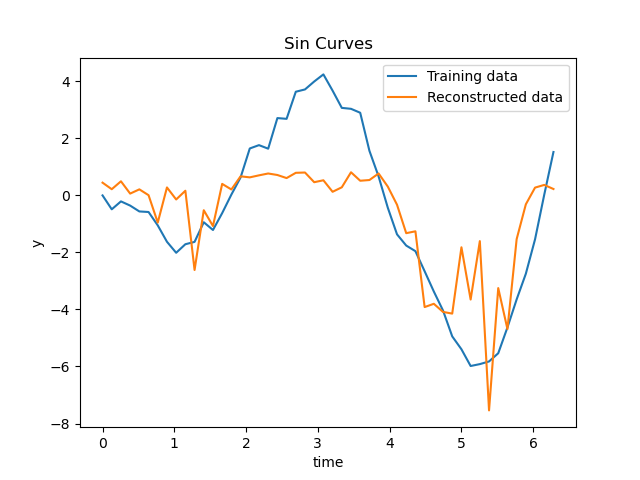 Sin Curves
Training data
Reconstructed data
4
2
0
−2
−4
−6
−8
y
0 1 2 3 4 5 6
time